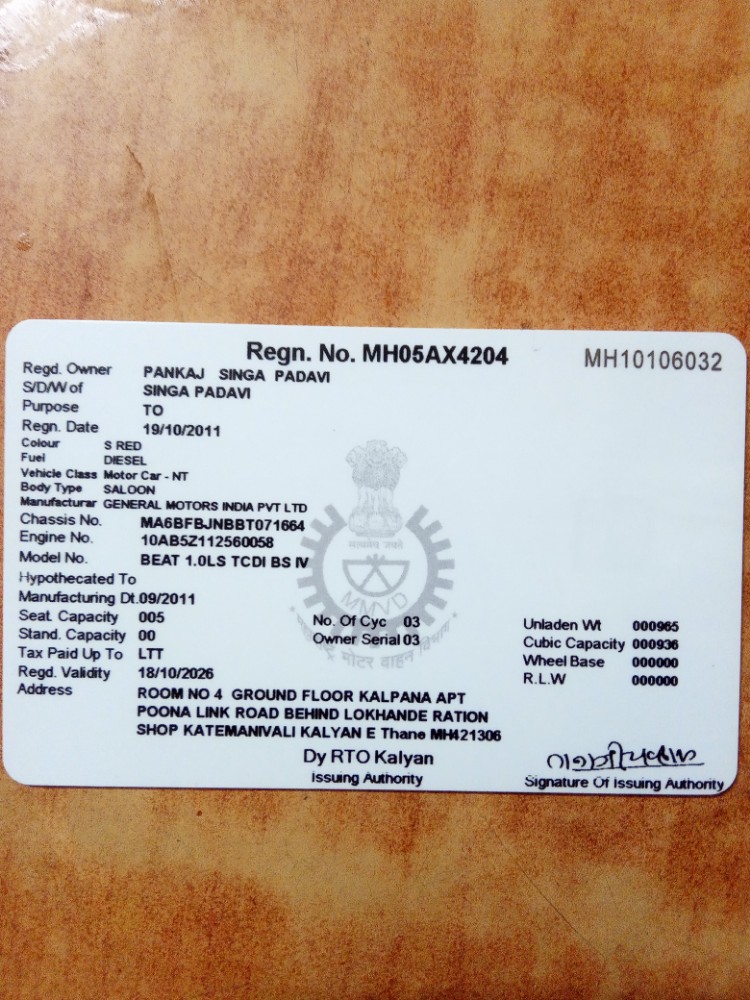 Regn. No. MH05AX4204 MH10106032
Regd. Owner PANKAJ SINGA PADAVI
S/D/W of SINGA PADAVI
Purpose TO
Regn. Date 19/10/2011
Colour S RED
Fuel DIESEL
Vehicle Class Motor Car - NT
Body Type SALOON
Manufacturar GENERAL MOTORS INDIA PVT LTD
Chassis No. MA6BFBJNBBT071664
Engine No. 10AB5Z112560058
Model No. BEAT 1.0LS TCDI BS IV
Hypothecated To
Manufacturing Dt.09/2011
Seat. Capacity 005 No. Of Cyc 03 Unladen Wt 000965
Stand. Capacity 00 Owner Serial 03 Cubic Capacity 000936
Tax Paid Up To LTT Wheel Base 000000
Regd. Validity 18/10/2026 R.L.W 000000
Address ROOM NO 4 GROUND FLOOR KALPANA APT
POONA LINK ROAD BEHIND LOKHANDE RATION
SHOP KATEMANIVALI KALYAN E Thane MH421306
Dy RTO Kalyan
Issuing Authority
Signature Of Issuing Authority
सत्यमेव जयते
MMVD
मोटर वाहन विभाग